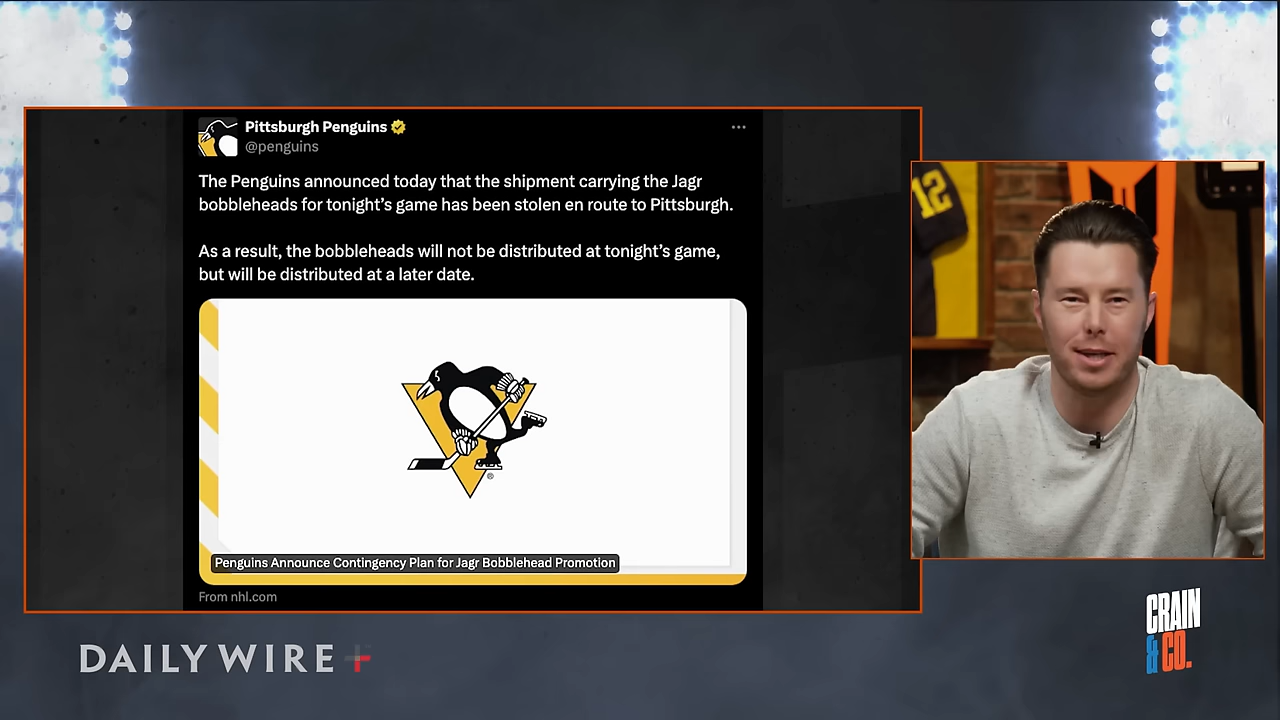 Pittsburgh Penguins
@penguins
The Penguins announced today that the shipment carrying the Jagr
bobbleheads for tonight's game has been stolen en route to Pittsburgh.
As a result, the bobbleheads will not be distributed at tonight's game,
but will be distributed at a later date.
®
Penguins Announce Contingency Plan for Jagr Bobblehead Promotion
From nhl.com
12
DAILY WIRE +
CRAIN
& CO.